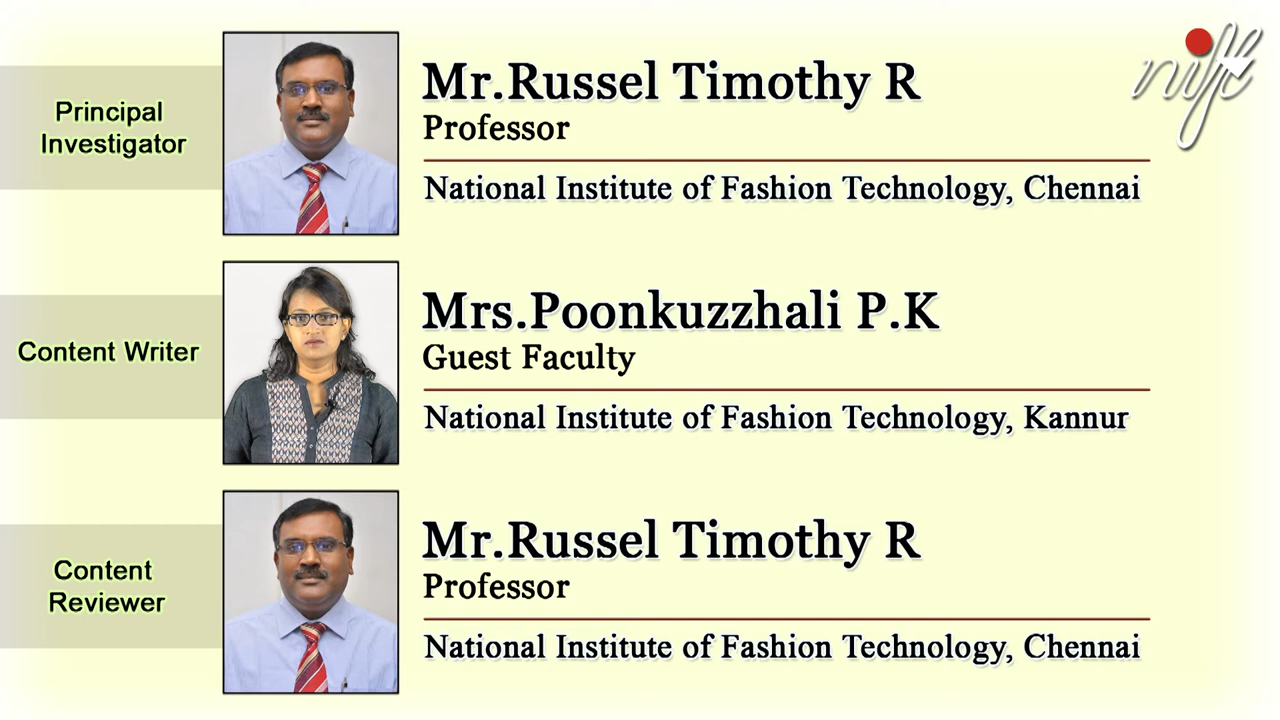 Principal
Investigator
Mr.Russel Timothy R
Professor
National Institute of Fashion Technology, Chennai
nift
Content Writer
Mrs.Poonkuzzhali P.K
Guest Faculty
National Institute of Fashion Technology, Kannur
Content
Reviewer
Mr.Russel Timothy R
Professor
National Institute of Fashion Technology, Chennai